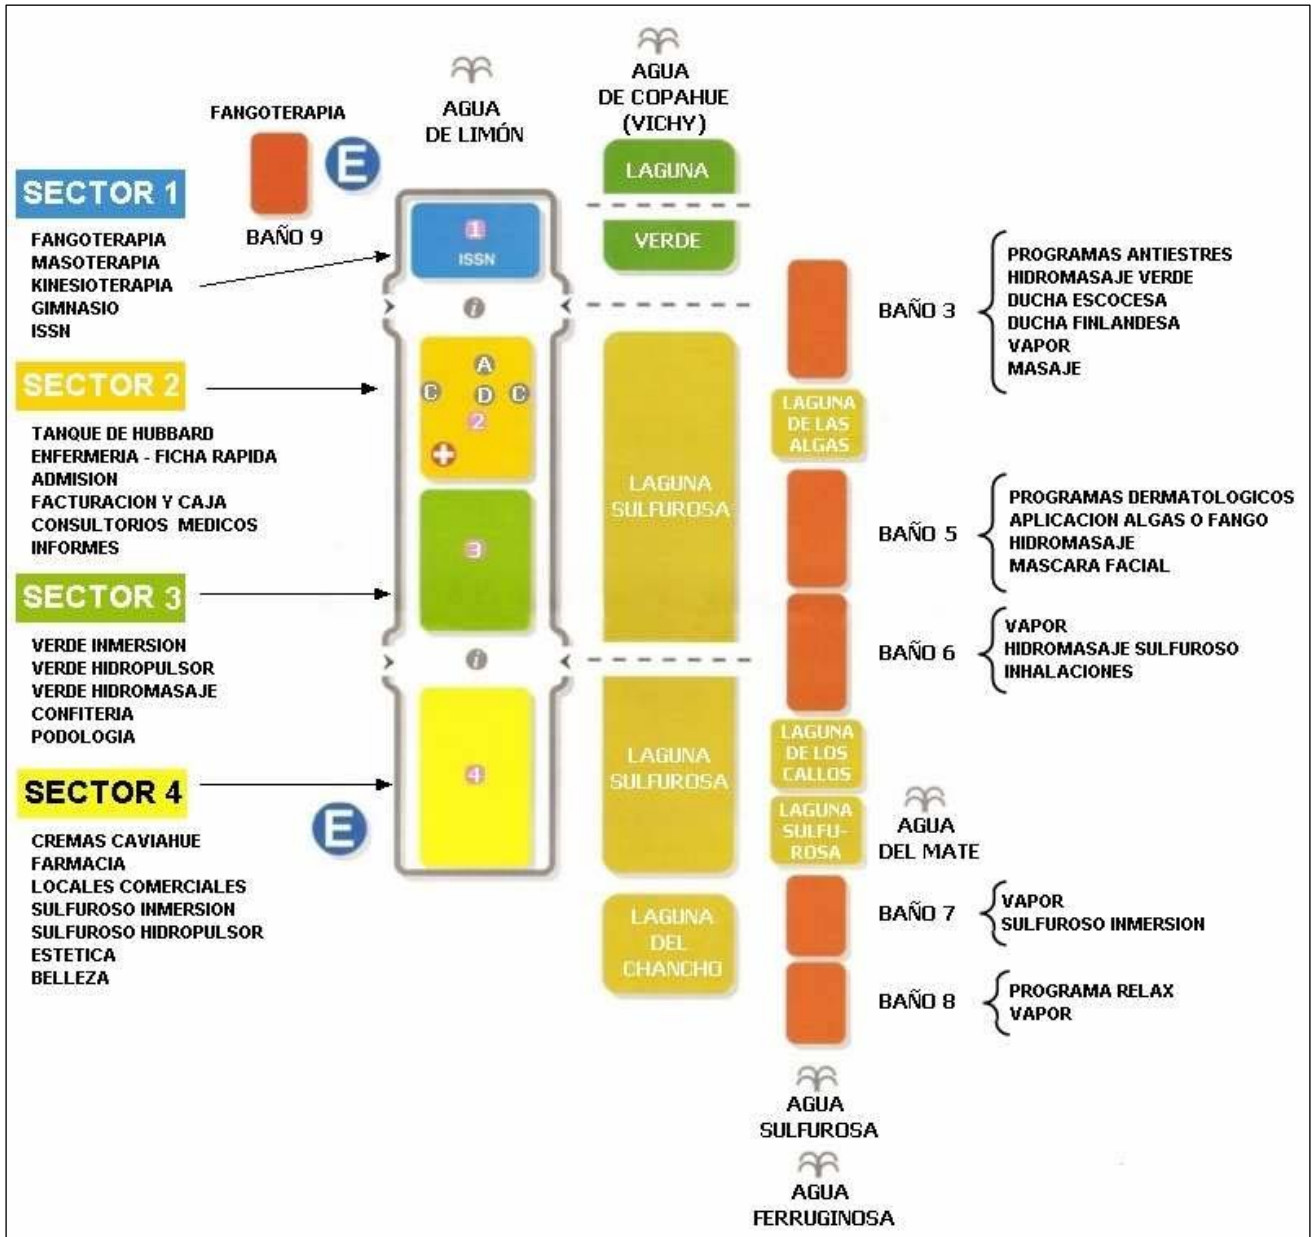 AGUA
DE LIMÓN
AGUA
DE COPAHUE
(VICHY)
FANGOTERAPIA
E
BAÑO 9
SECTOR 1
FANGOTERAPIA
MASOTERAPIA
KINESIOTERAPIA
GIMNASIO
ISSN
SECTOR 2
TANQUE DE HUBBARD
ENFERMERIA - FICHA RAPIDA
ADMISION
FACTURACION Y CAJA
CONSULTORIOS MEDICOS
INFORMES
SECTOR 3
VERDE INMERSION
VERDE HIDROPULSOR
VERDE HIDROMASAJE
CONFITERIA
PODOLOGIA
SECTOR 4
CREMAS CAVIAHUE
FARMACIA
LOCALES COMERCIALES
SULFUROSO INMERSION
SULFUROSO HIDROPULSOR
ESTETICA
BELLEZA
E
1
ISSN
i
A
C D C
2
3
i
4
LAGUNA
VERDE
LAGUNA
SULFUROSA
LAGUNA
SULFUROSA
LAGUNA
DEL
CHANCHO
LAGUNA
DE LAS
ALGAS
LAGUNA
DE LOS
CALLOS
LAGUNA
SULFU-
ROSA
BAÑO 3
PROGRAMAS ANTIESTRES
HIDROMASAJE VERDE
DUCHA ESCOCESA
DUCHA FINLANDESA
VAPOR
MASAJE
BAÑO 5
PROGRAMAS DERMATOLOGICOS
APLICACION ALGAS O FANGO
HIDROMASAJE
MASCARA FACIAL
BAÑO 6
VAPOR
HIDROMASAJE SULFUROSO
INHALACIONES
AGUA
DEL MATE
BAÑO 7
VAPOR
SULFUROSO INMERSION
BAÑO 8
PROGRAMA RELAX
VAPOR
AGUA
SULFUROSA
AGUA
FERRUGINOSA